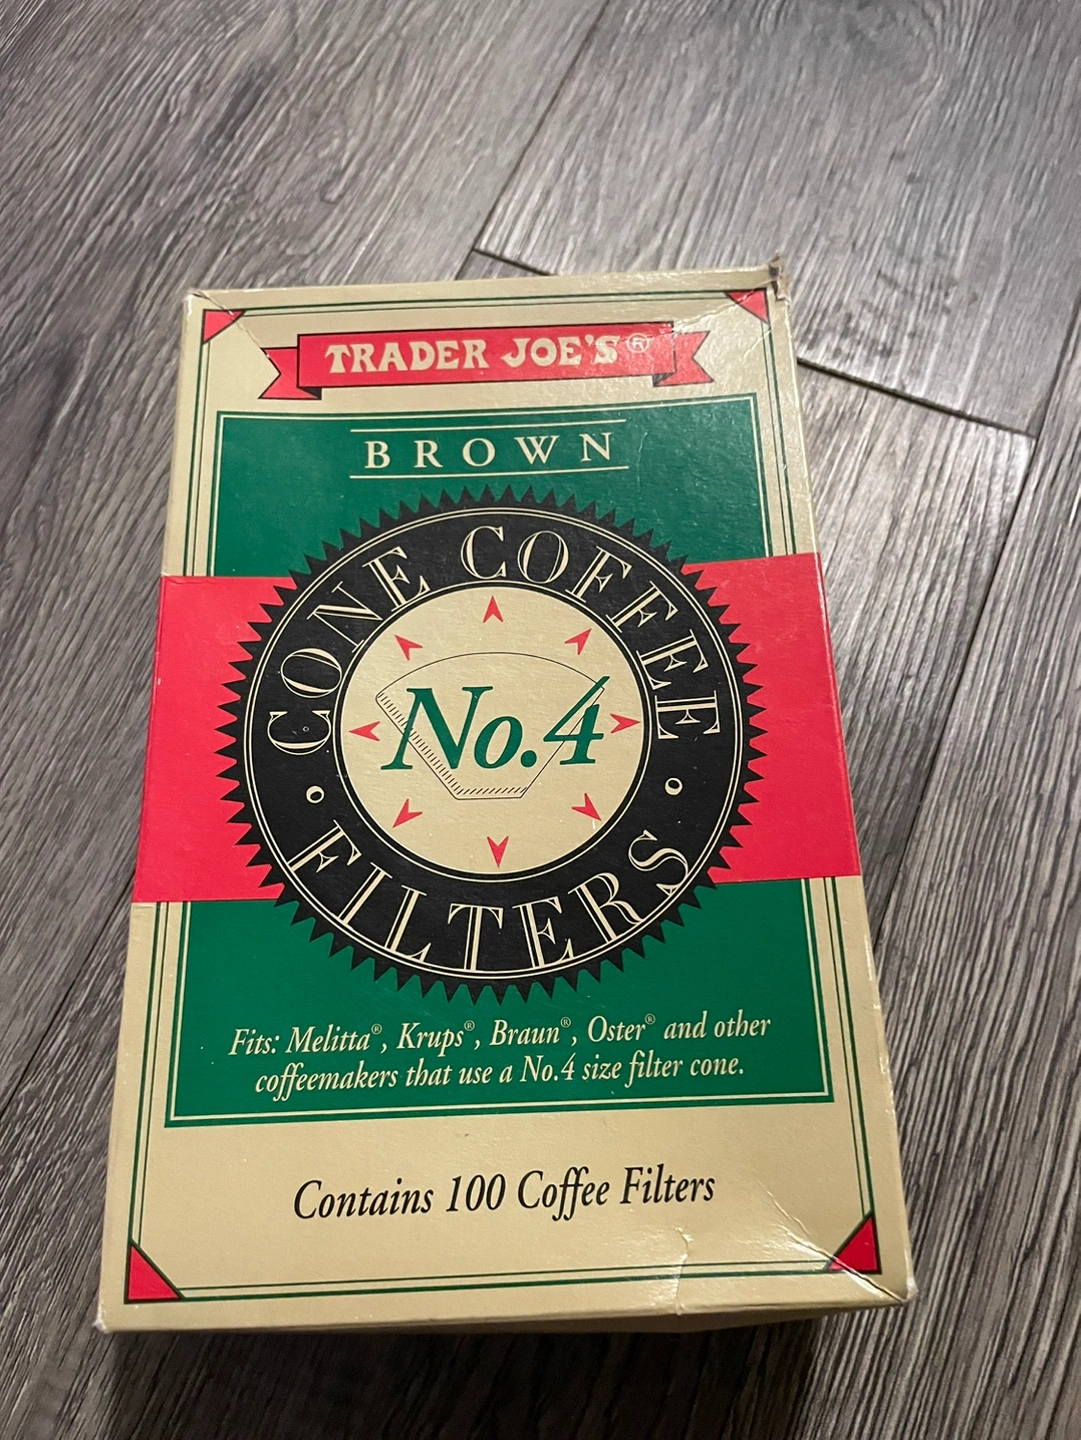 TRADER JOE'S®
BROWN
CONE COFFEE
No.4
• FILTERS •
Fits: Melitta®, Krups®, Braun®, Oster® and other
coffeemakers that use a No.4 size filter cone.
Contains 100 Coffee Filters